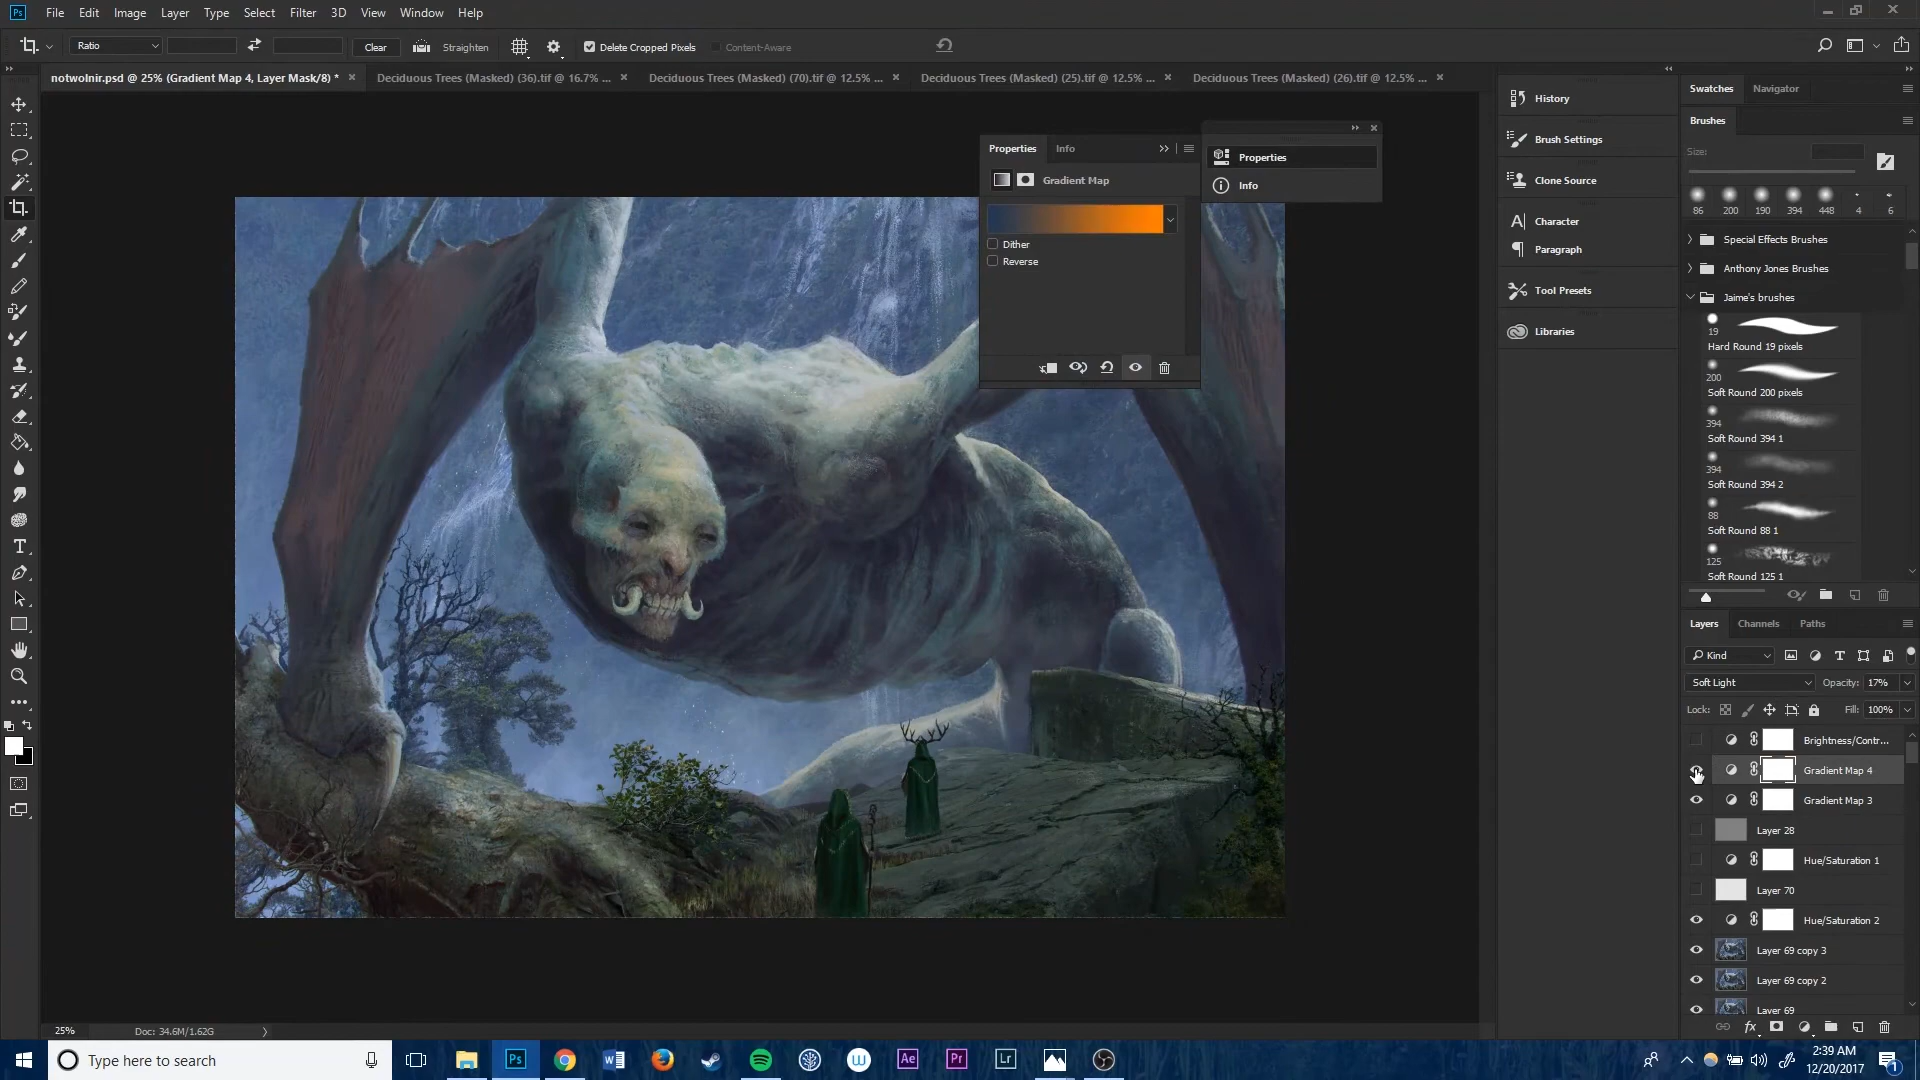 Ps File Edit Image Layer Type Select Filter 3D View Window Help
Ratio Clear Straighten Delete Cropped Pixels Content-Aware
notwolnir.psd @ 25% (Gradient Map 4, Layer Mask/8) * Deciduous Trees (Masked) (36).tif @ 16.7% ... Deciduous Trees (Masked) (70).tif @ 12.5% ... Deciduous Trees (Masked) (25).tif @ 12.5% ... Deciduous Trees (Masked) (26).tif @ 12.5% ...
Properties Info
Gradient Map
Dither
Reverse
Properties
Info
History
Brush Settings
Clone Source
Character
Paragraph
Tool Presets
Libraries
Swatches Navigator
Brushes
Size:
86 200 190 394 448 4 6
Special Effects Brushes
Anthony Jones Brushes
Jaime's brushes
19
Hard Round 19 pixels
200
Soft Round 200 pixels
394
Soft Round 394 1
394
Soft Round 394 2
88
Soft Round 88 1
125
Soft Round 125 1
Layers Channels Paths
Kind
Soft Light Opacity: 17%
Lock: Fill: 100%
Brightness/Contr...
Gradient Map 4
Gradient Map 3
Layer 28
Hue/Saturation 1
Layer 70
Hue/Saturation 2
Layer 69 copy 3
Layer 69 copy 2
Layer 69
fx
25% Doc: 34.6M/1.62G
Type here to search
Ps Ae Pr Lr
2:39 AM
12/20/2017
1